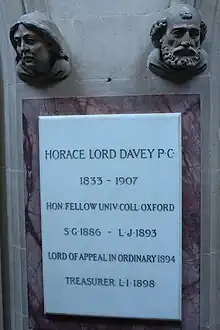 HORACE LORD DAVEY P·C
1833 - 1907
HON: FELLOW UNIV: COLL: OXFORD
S·G·1886 - L·J·1893
LORD OF APPEAL IN ORDINARY 1894
TREASURER L·I·1898